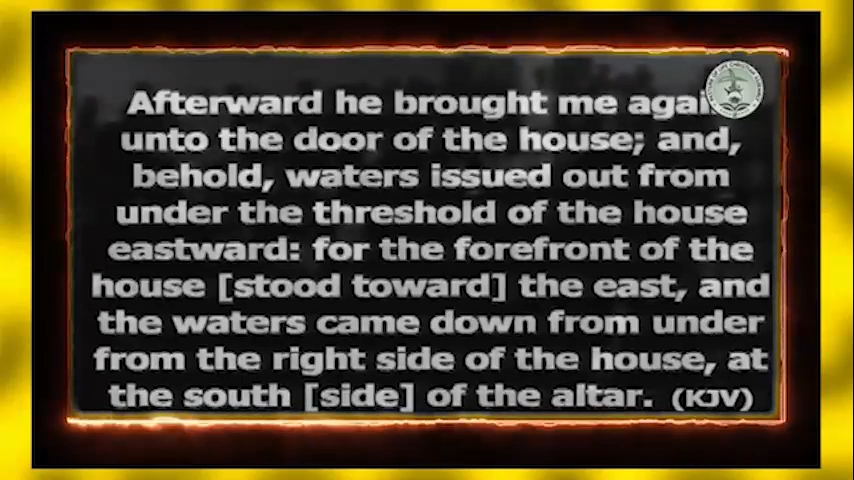 Afterward he brought me again
unto the door of the house; and,
behold, waters issued out from
under the threshold of the house
eastward: for the forefront of the
house [stood toward] the east, and
the waters came down from under
from the right side of the house, at
the south [side] of the altar. (KJV)